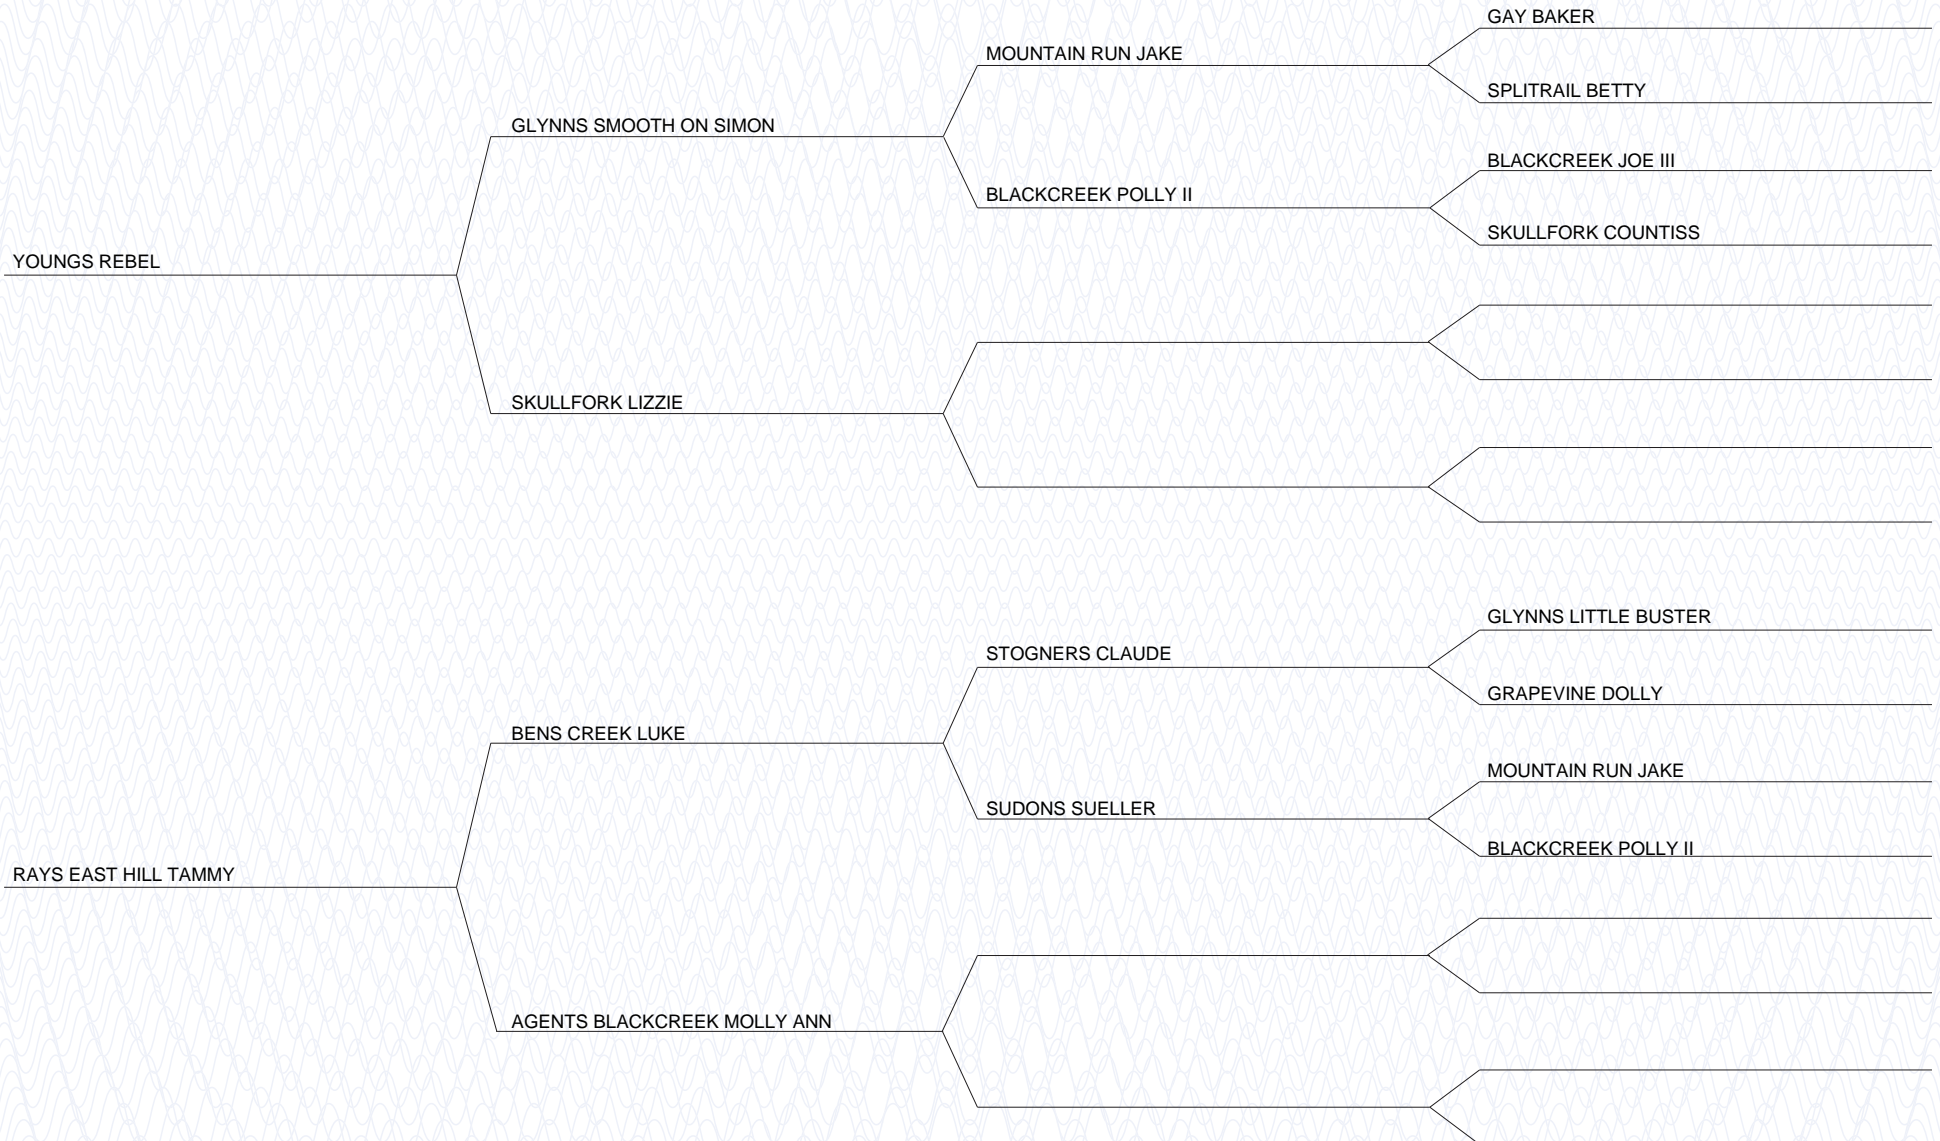 GAY BAKER
MOUNTAIN RUN JAKE
SPLITRAIL BETTY
GLYNNS SMOOTH ON SIMON
BLACKCREEK JOE III
BLACKCREEK POLLY II
SKULLFORK COUNTISS
YOUNGS REBEL
SKULLFORK LIZZIE
GLYNNS LITTLE BUSTER
STOGNERS CLAUDE
GRAPEVINE DOLLY
BENS CREEK LUKE
MOUNTAIN RUN JAKE
SUDONS SUELLER
BLACKCREEK POLLY II
RAYS EAST HILL TAMMY
AGENTS BLACKCREEK MOLLY ANN